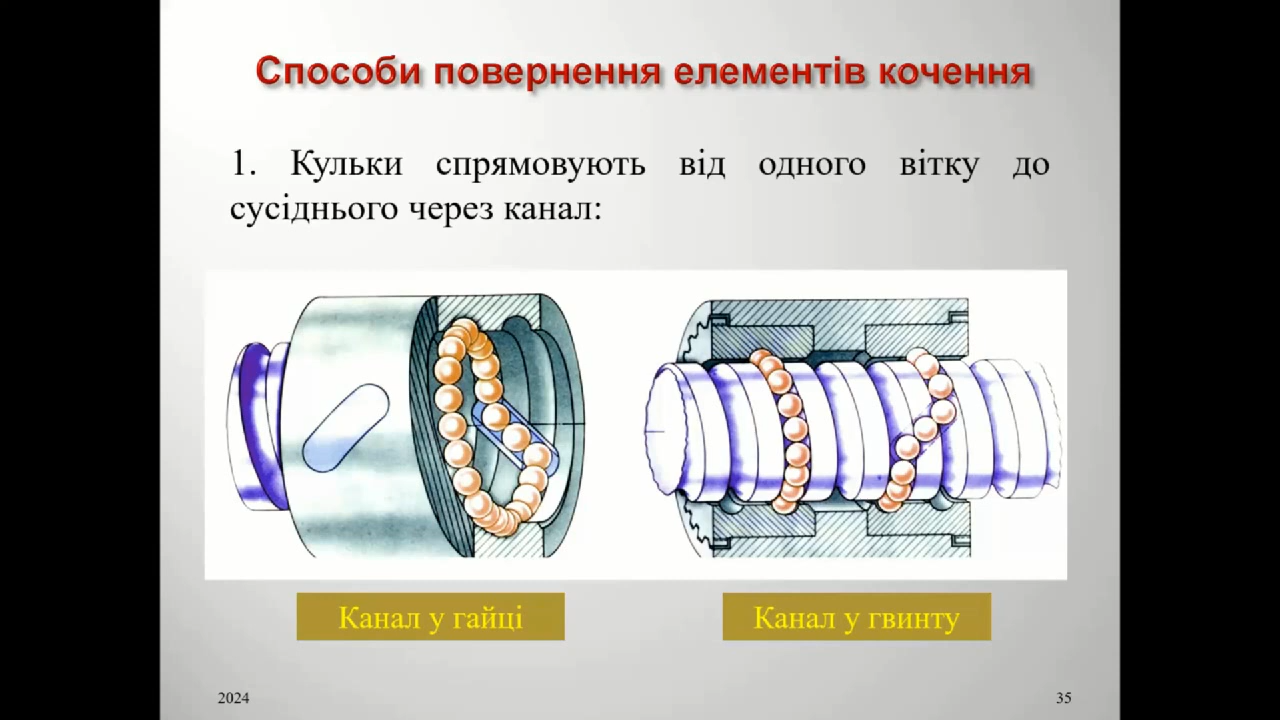 Способи повернення елементів кочення
1. Кульки спрямовують від одного вітку до
сусіднього через канал:
Канал у гайці
Канал у гвинту
2024
35